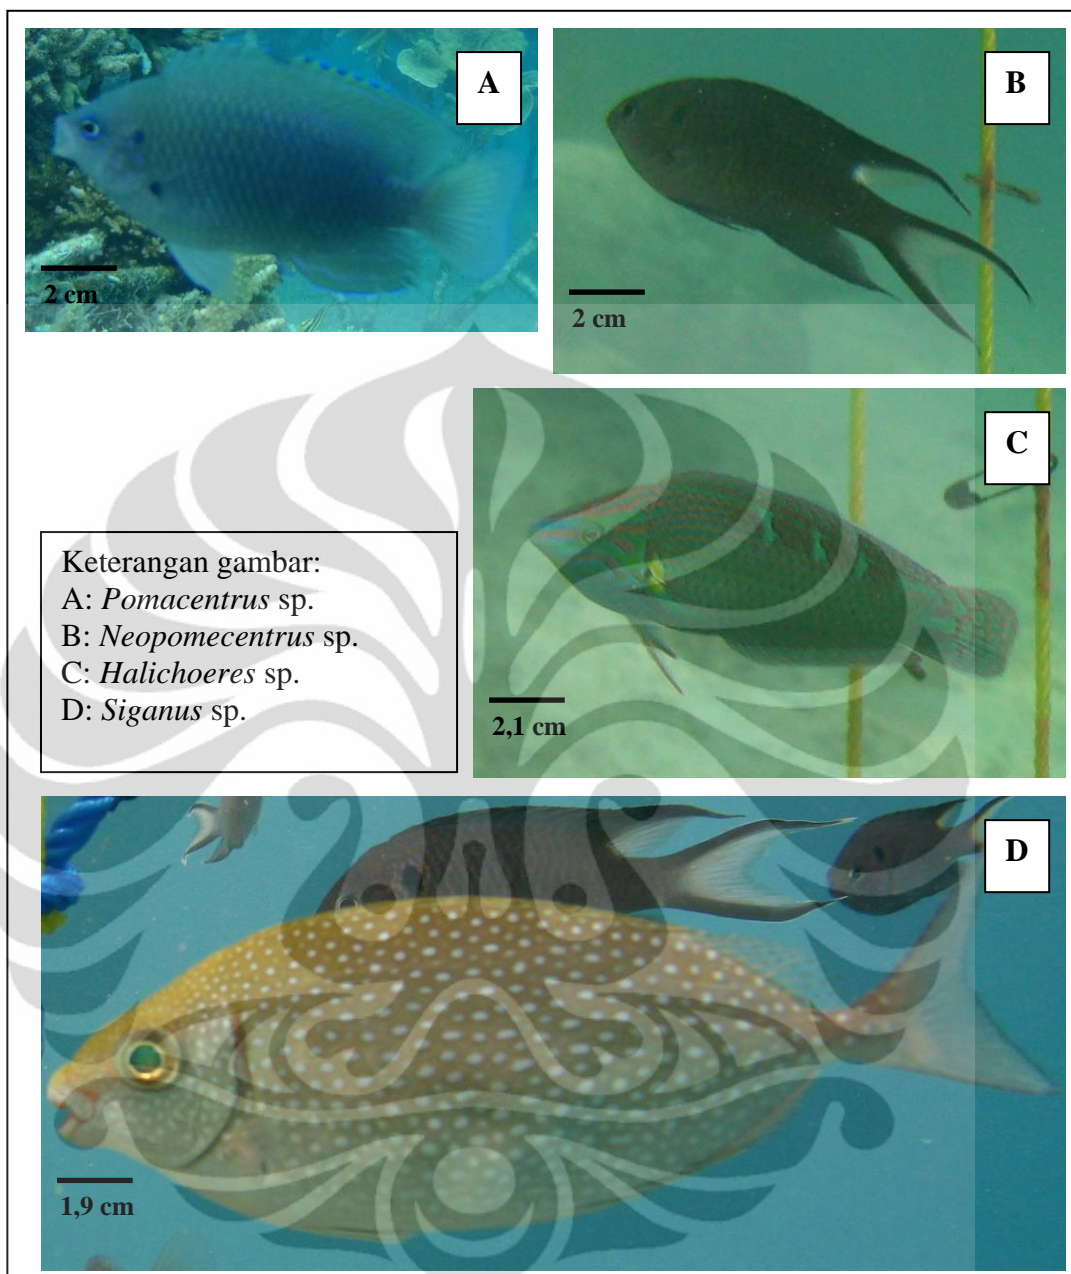 A
2 cm
B
2 cm
C
2,1 cm
Keterangan gambar:
A: Pomacentrus sp.
B: Neopomecentrus sp.
C: Halichoeres sp.
D: Siganus sp.
D
1,9 cm